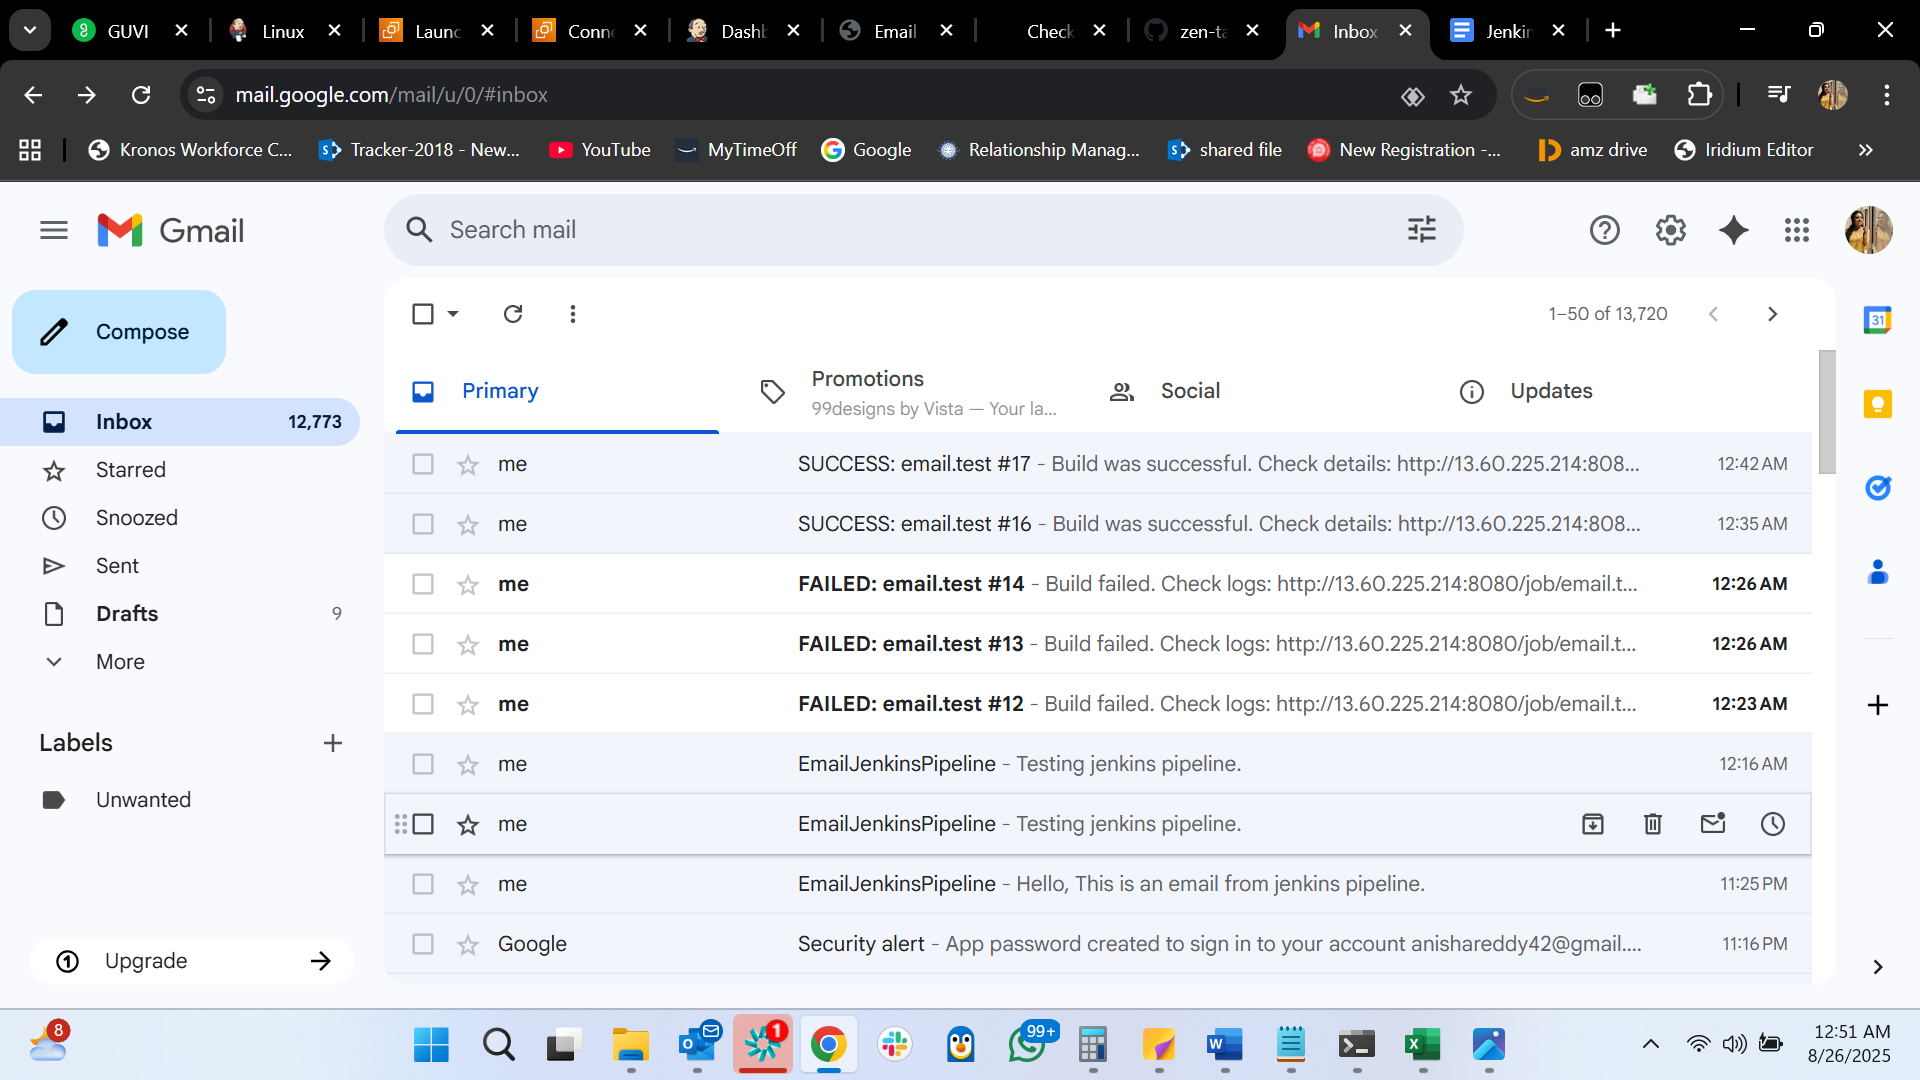 GUVI
Linux
Launc
Conne
Dashb
Email
Check
zen-ta
Inbox
Jenkin
mail.google.com/mail/u/0/#inbox
Kronos Workforce C...
Tracker-2018 - New...
YouTube
MyTimeOff
Google
Relationship Manag...
shared file
New Registration -...
amz drive
Iridium Editor
Gmail
Search mail
Compose
1–50 of 13,720
Primary
Promotions
99designs by Vista — Your la...
Social
Updates
Inbox 12,773
Starred
Snoozed
Sent
Drafts 9
More
Labels
Unwanted
Upgrade
me SUCCESS: email.test #17 - Build was successful. Check details: http://13.60.225.214:808... 12:42 AM
me SUCCESS: email.test #16 - Build was successful. Check details: http://13.60.225.214:808... 12:35 AM
me FAILED: email.test #14 - Build failed. Check logs: http://13.60.225.214:8080/job/email.t... 12:26 AM
me FAILED: email.test #13 - Build failed. Check logs: http://13.60.225.214:8080/job/email.t... 12:26 AM
me FAILED: email.test #12 - Build failed. Check logs: http://13.60.225.214:8080/job/email.t... 12:23 AM
me EmailJenkinsPipeline - Testing jenkins pipeline. 12:16 AM
me EmailJenkinsPipeline - Testing jenkins pipeline.
me EmailJenkinsPipeline - Hello, This is an email from jenkins pipeline. 11:25 PM
Google Security alert - App password created to sign in to your account anishareddy42@gmail.... 11:16 PM
31
8
1
99+
12:51 AM
8/26/2025